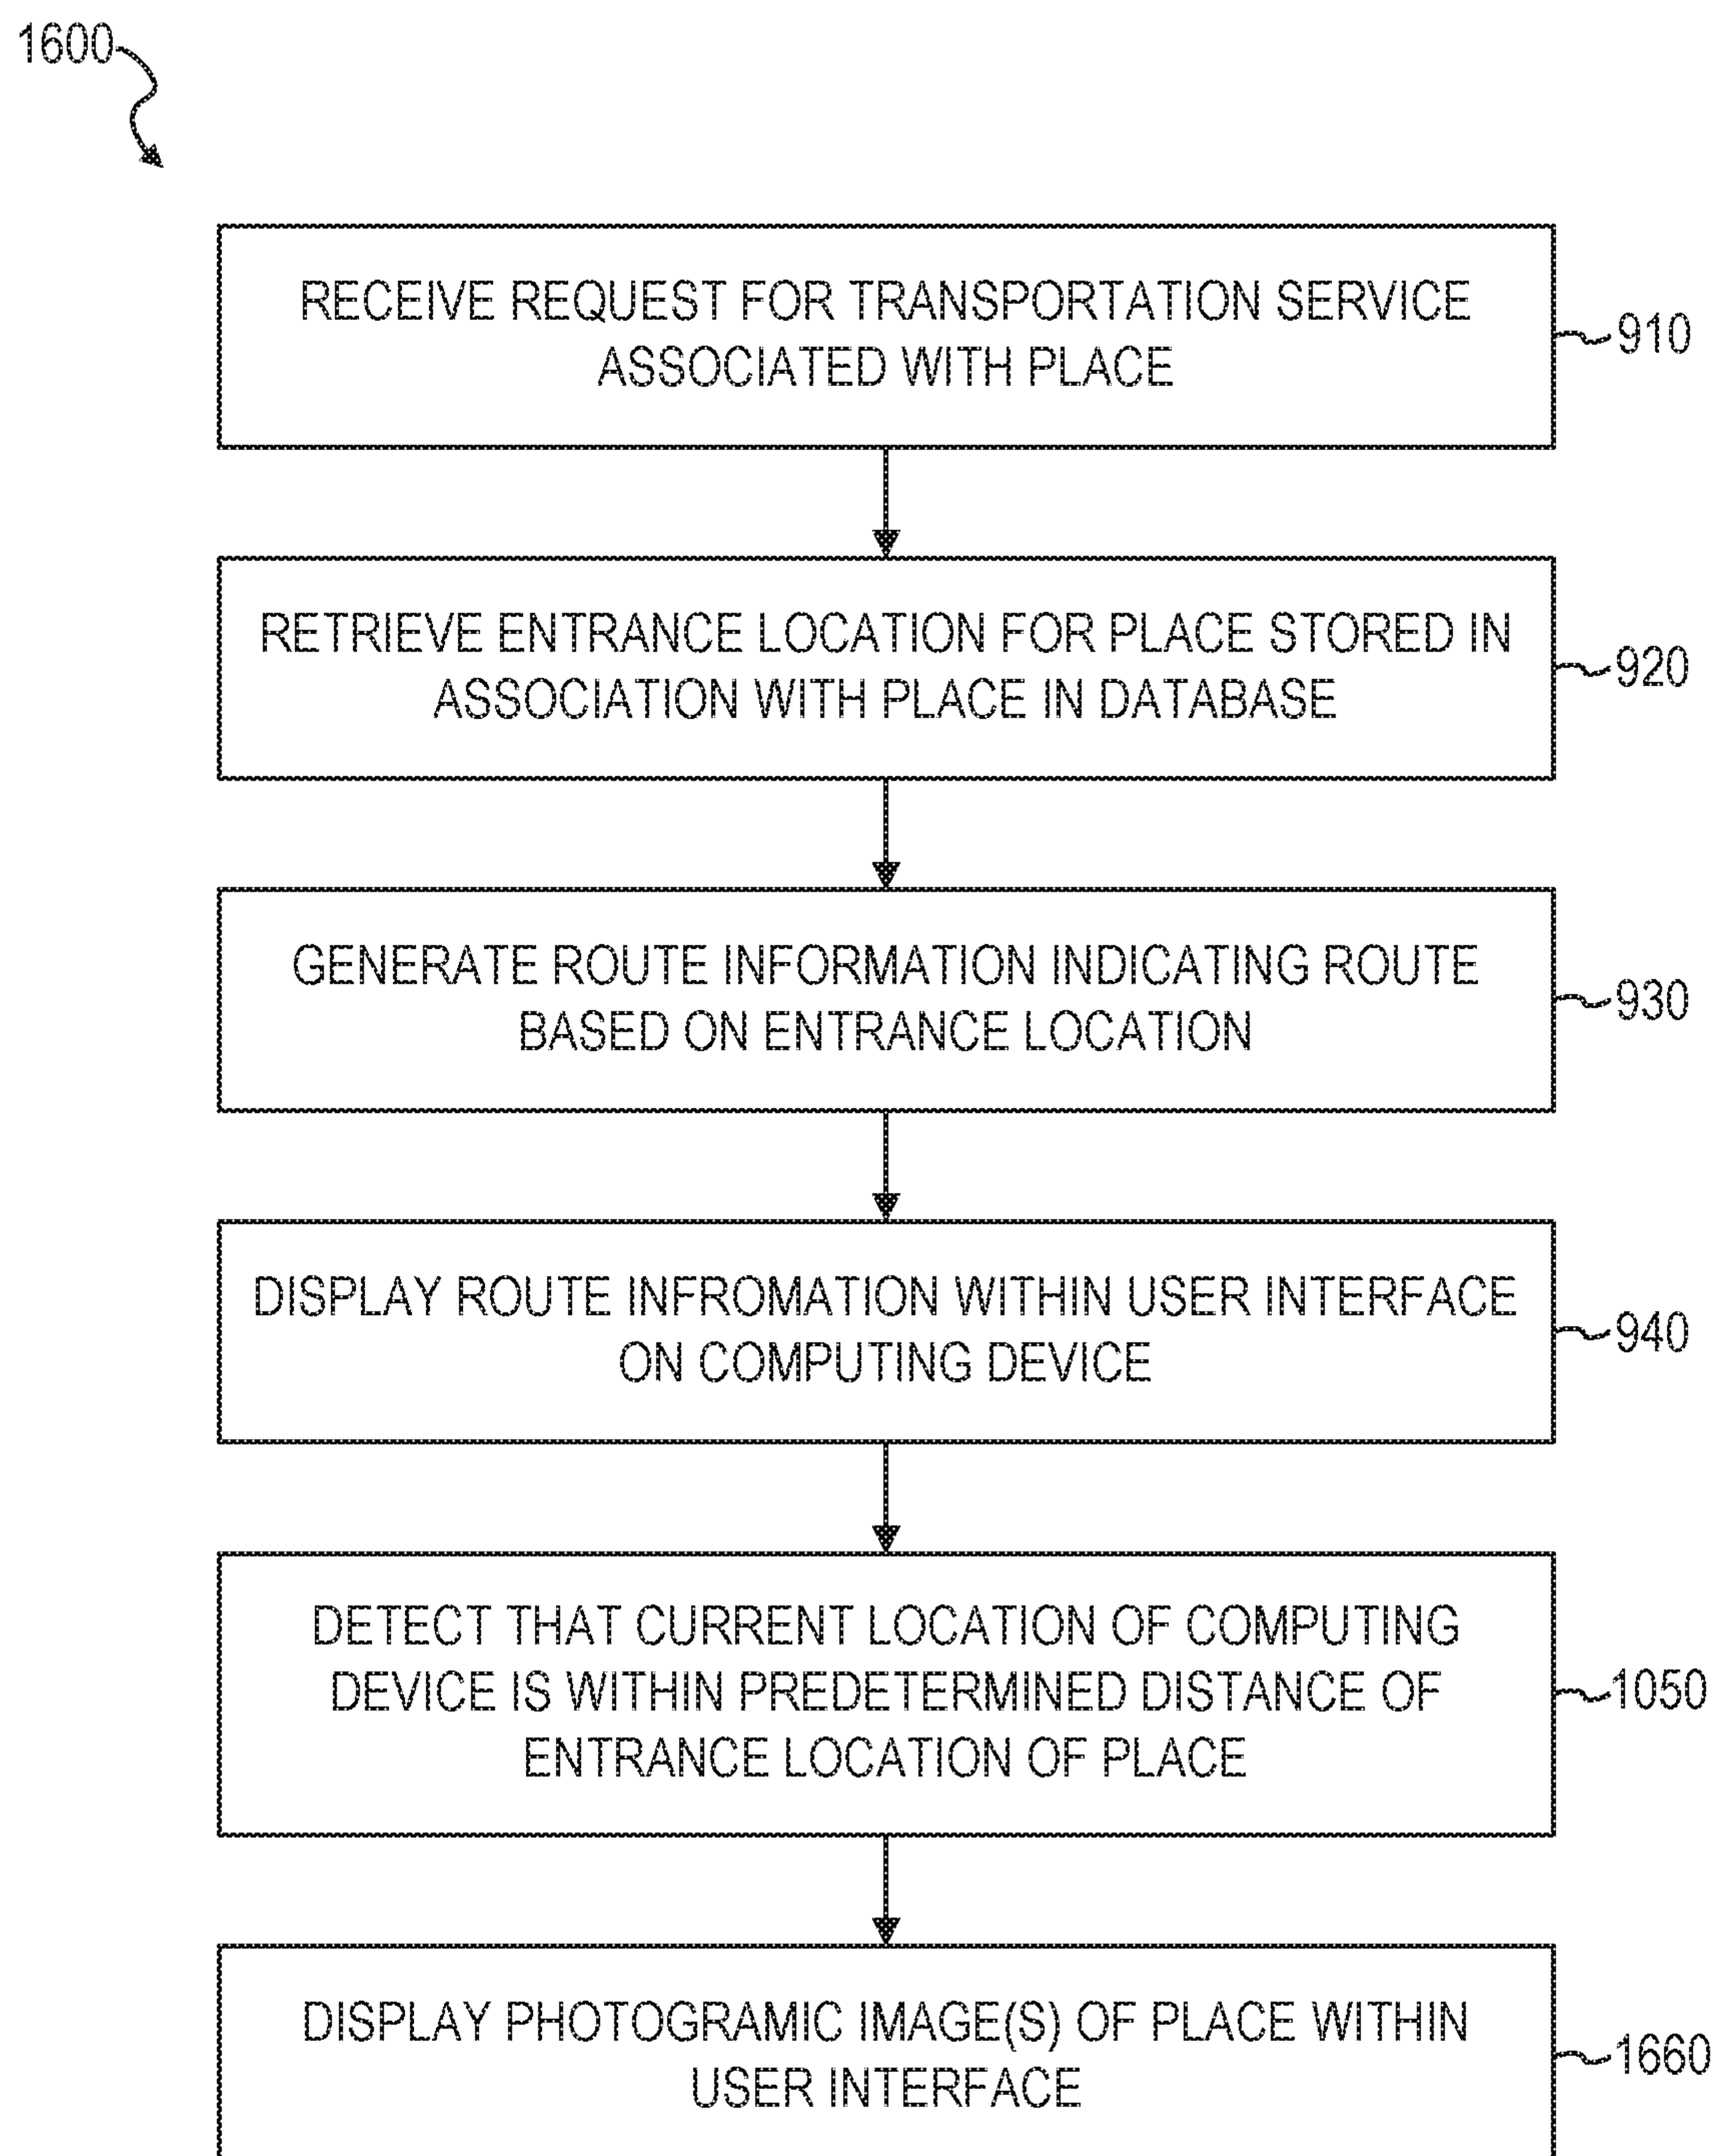 1600
RECEIVE REQUEST FOR TRANSPORTATION SERVICE
ASSOCIATED WITH PLACE
910
RETRIEVE ENTRANCE LOCATION FOR PLACE STORED IN
ASSOCIATION WITH PLACE IN DATABASE
920
GENERATE ROUTE INFORMATION INDICATING ROUTE
BASED ON ENTRANCE LOCATION
930
DISPLAY ROUTE INFROMATION WITHIN USER INTERFACE
ON COMPUTING DEVICE
940
DETECT THAT CURRENT LOCATION OF COMPUTING
DEVICE IS WITHIN PREDETERMINED DISTANCE OF
ENTRANCE LOCATION OF PLACE
1050
DISPLAY PHOTOGRAMIC IMAGE(S) OF PLACE WITHIN
USER INTERFACE
1660